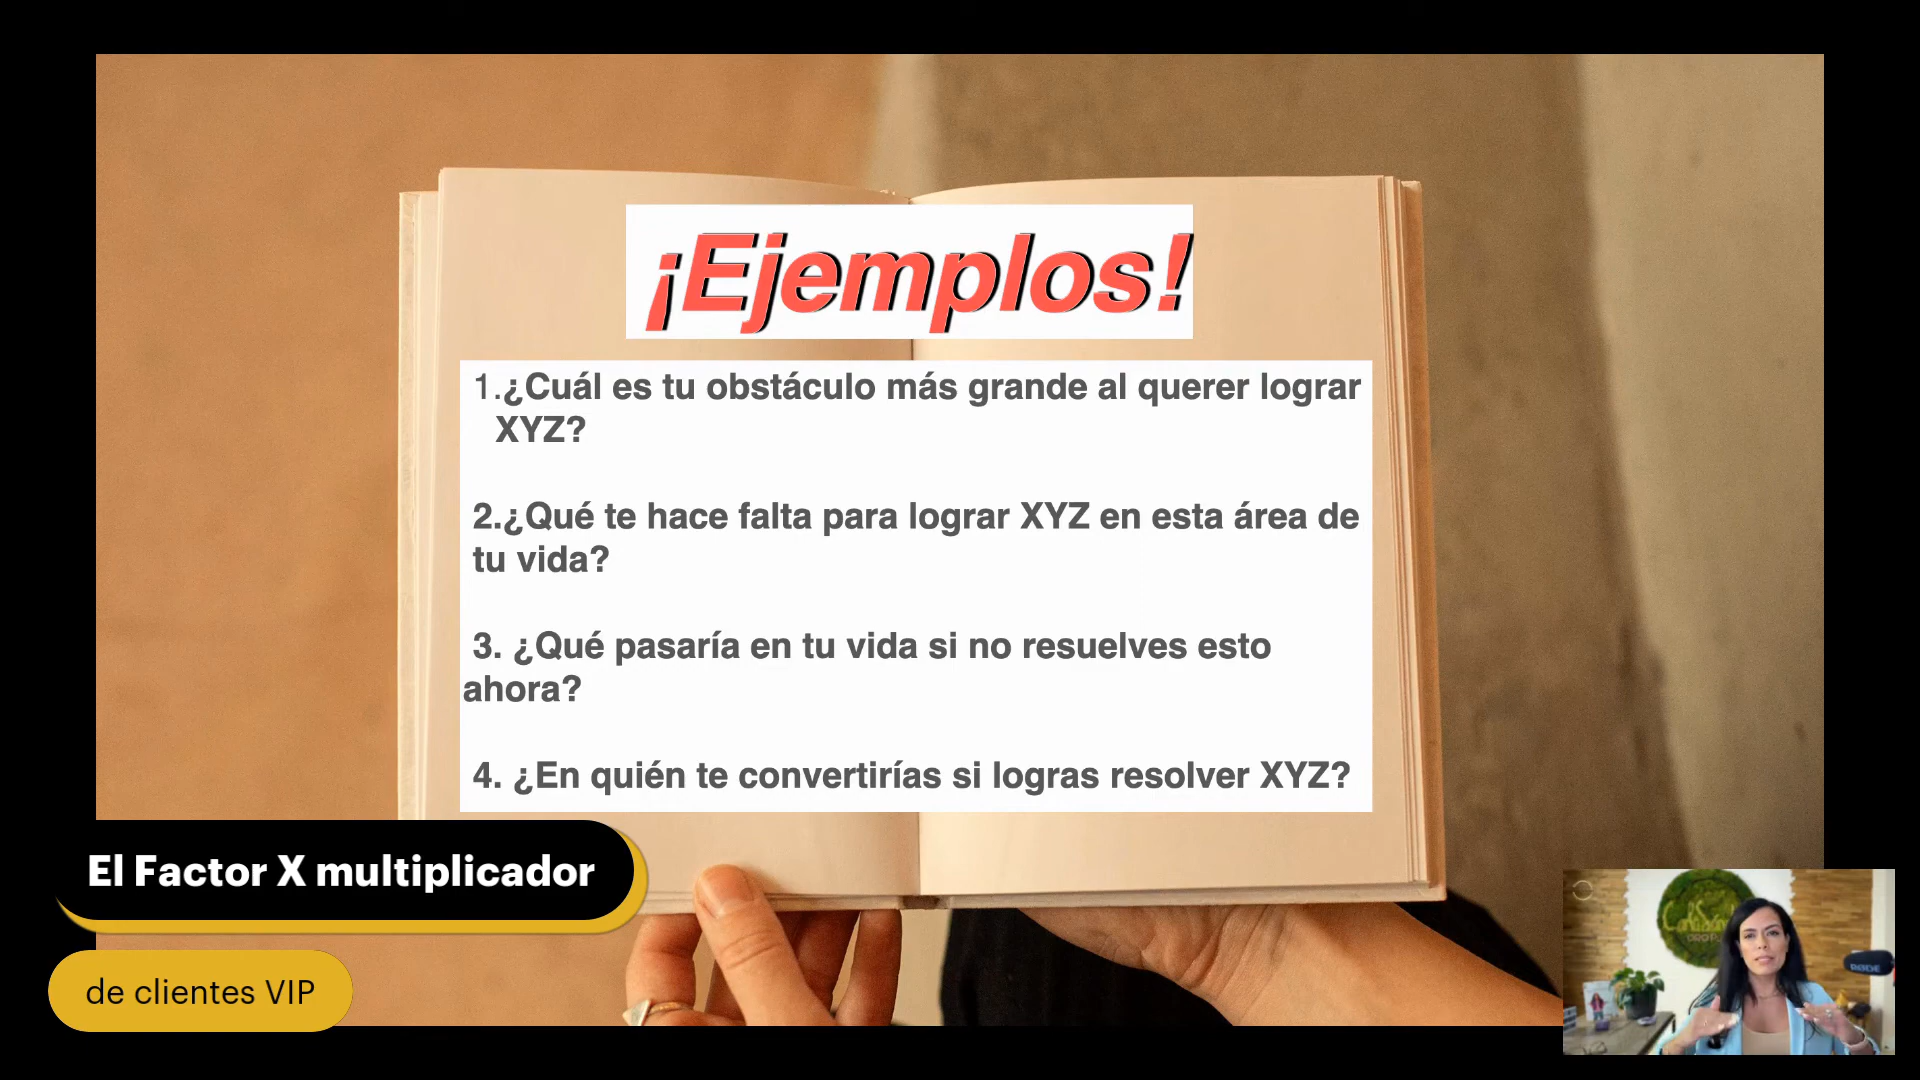 ¡Ejemplos!
1.¿Cuál es tu obstáculo más grande al querer lograr
XYZ?
2.¿Qué te hace falta para lograr XYZ en esta área de
tu vida?
3. ¿Qué pasaría en tu vida si no resuelves esto
ahora?
4. ¿En quién te convertirías si logras resolver XYZ?
El Factor X multiplicador
de clientes VIP